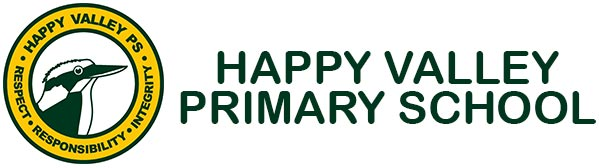 • HAPPY VALLEY PS •
RESPECT • RESPONSIBILITY • INTEGRITY
HAPPY VALLEY
PRIMARY SCHOOL